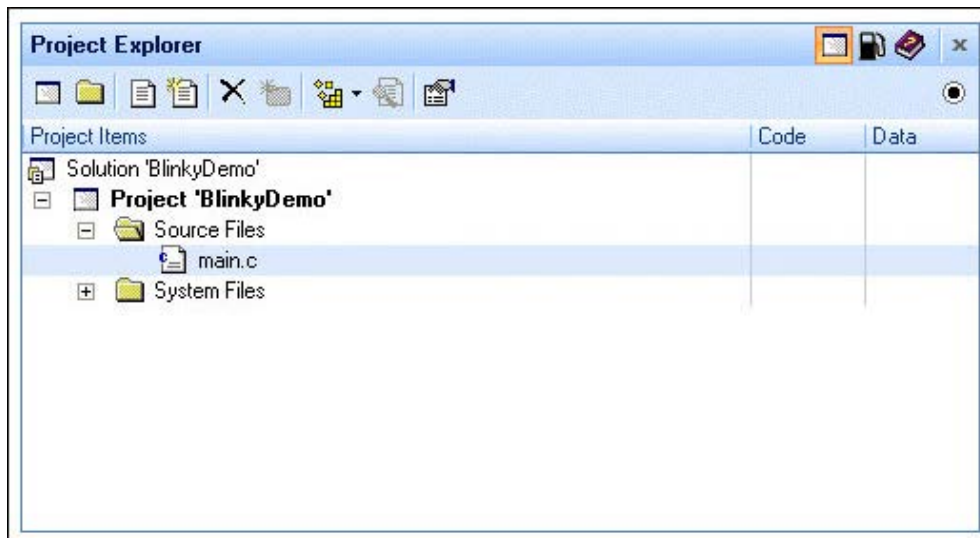 Project Explorer
Project Items Code Data
Solution 'BlinkyDemo'
Project 'BlinkyDemo'
Source Files
main.c
System Files